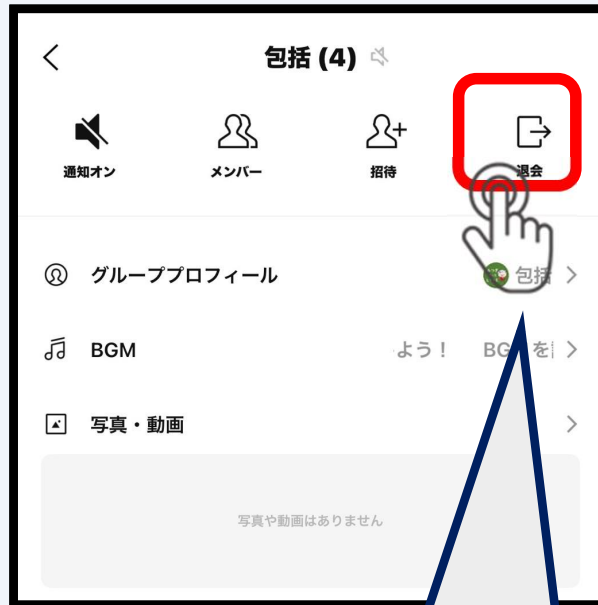 包括 (4)
通知オン
メンバー
招待
退会
グループプロフィール
包括
BGM
よう！ BG を
写真・動画
写真や動画はありません